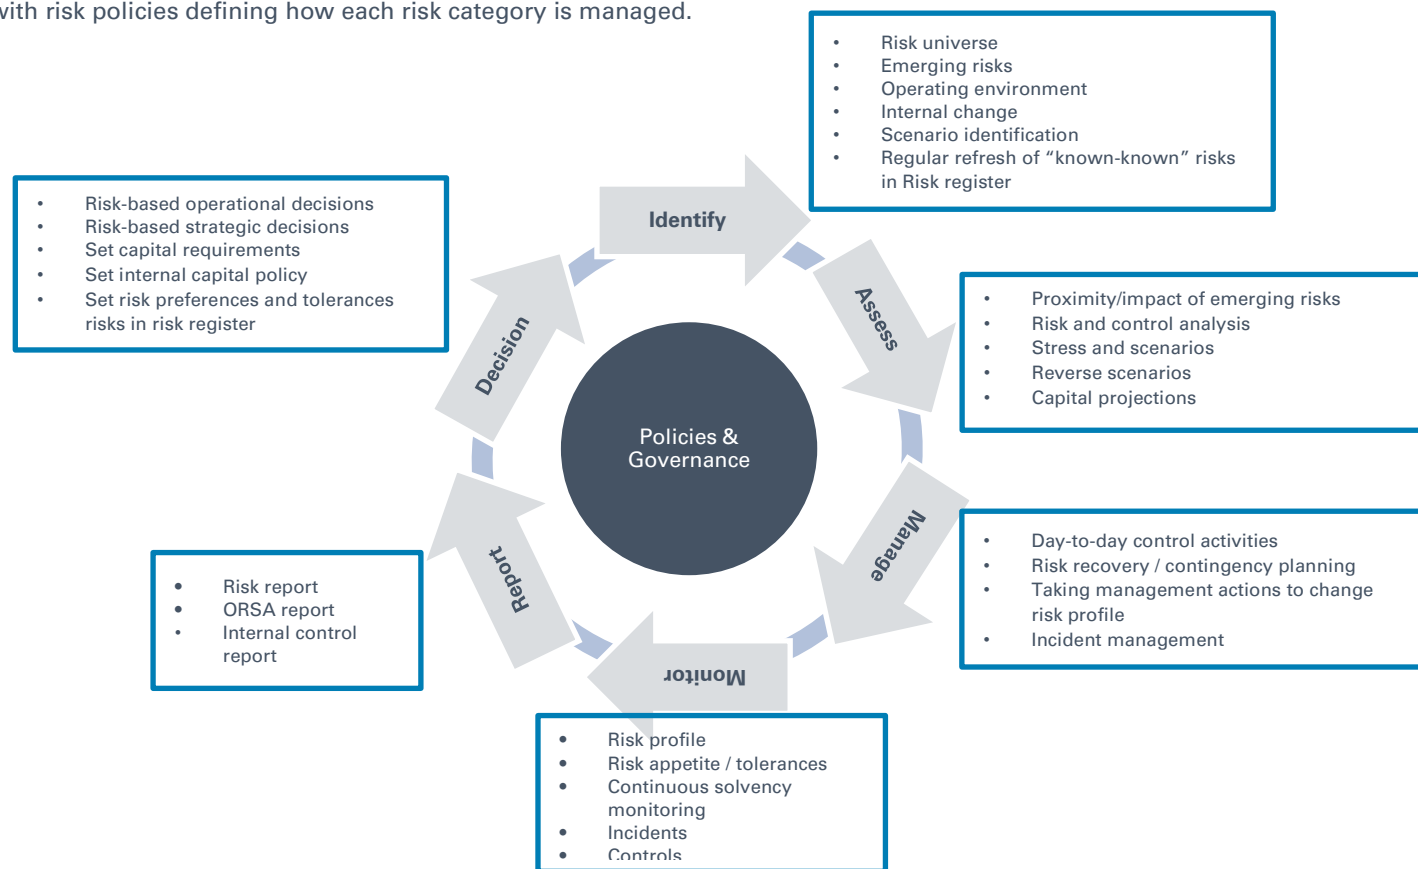 with risk policies defining how each risk category is managed.
• Risk universe
• Emerging risks
• Operating environment
• Internal change
• Scenario identification
• Regular refresh of “known-known” risks
in Risk register
• Risk-based operational decisions
• Risk-based strategic decisions
• Set capital requirements
• Set internal capital policy
• Set risk preferences and tolerances
risks in risk register
Identify
Assess
• Proximity/impact of emerging risks
• Risk and control analysis
• Stress and scenarios
• Reverse scenarios
• Capital projections
Decision
Policies &
Governance
Manage
• Day-to-day control activities
• Risk recovery / contingency planning
• Taking management actions to change
risk profile
• Incident management
Report
• Risk report
• ORSA report
• Internal control
report
Monitor
• Risk profile
• Risk appetite / tolerances
• Continuous solvency
monitoring
• Incidents
• Controls